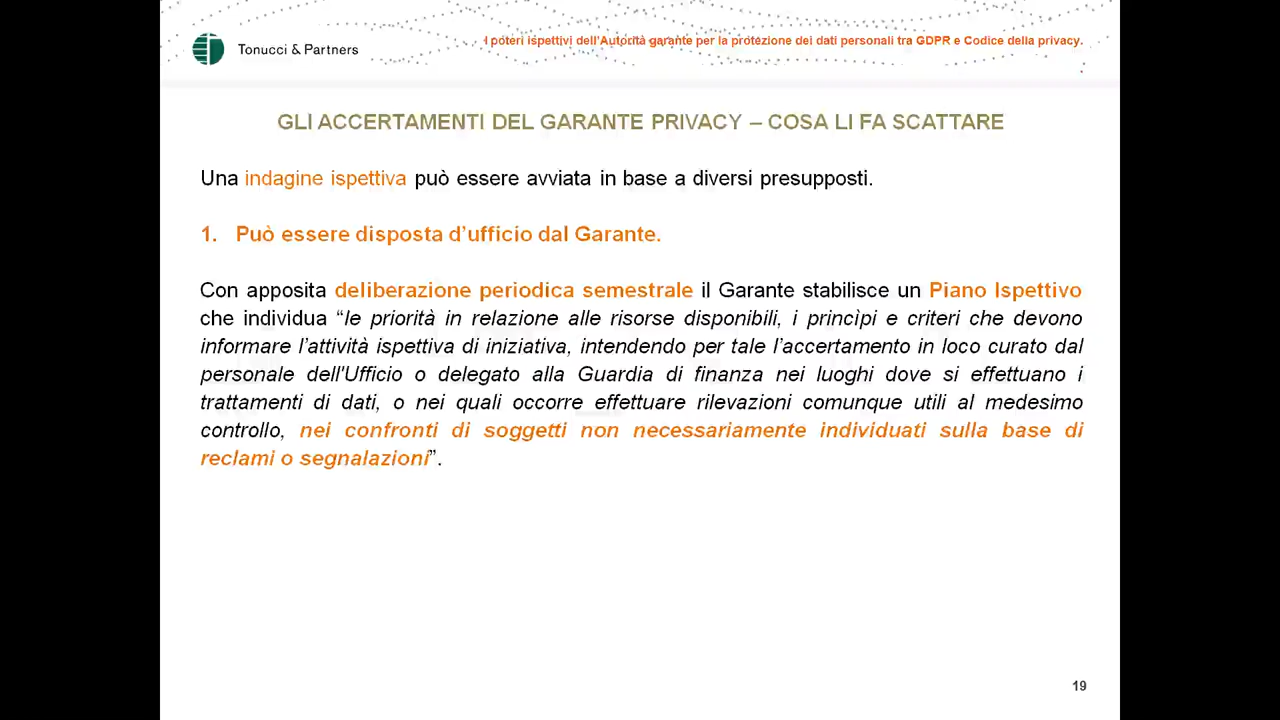 Tonucci & Partners
I poteri ispettivi dell'Autorità garante per la protezione dei dati personali tra GDPR e Codice della privacy.
GLI ACCERTAMENTI DEL GARANTE PRIVACY – COSA LI FA SCATTARE
Una indagine ispettiva può essere avviata in base a diversi presupposti.
1. Può essere disposta d’ufficio dal Garante.
Con apposita deliberazione periodica semestrale il Garante stabilisce un Piano Ispettivo
che individua “le priorità in relazione alle risorse disponibili, i princìpi e criteri che devono
informare l’attività ispettiva di iniziativa, intendendo per tale l’accertamento in loco curato dal
personale dell'Ufficio o delegato alla Guardia di finanza nei luoghi dove si effettuano i
trattamenti di dati, o nei quali occorre effettuare rilevazioni comunque utili al medesimo
controllo, nei confronti di soggetti non necessariamente individuati sulla base di
reclami o segnalazioni”.
19